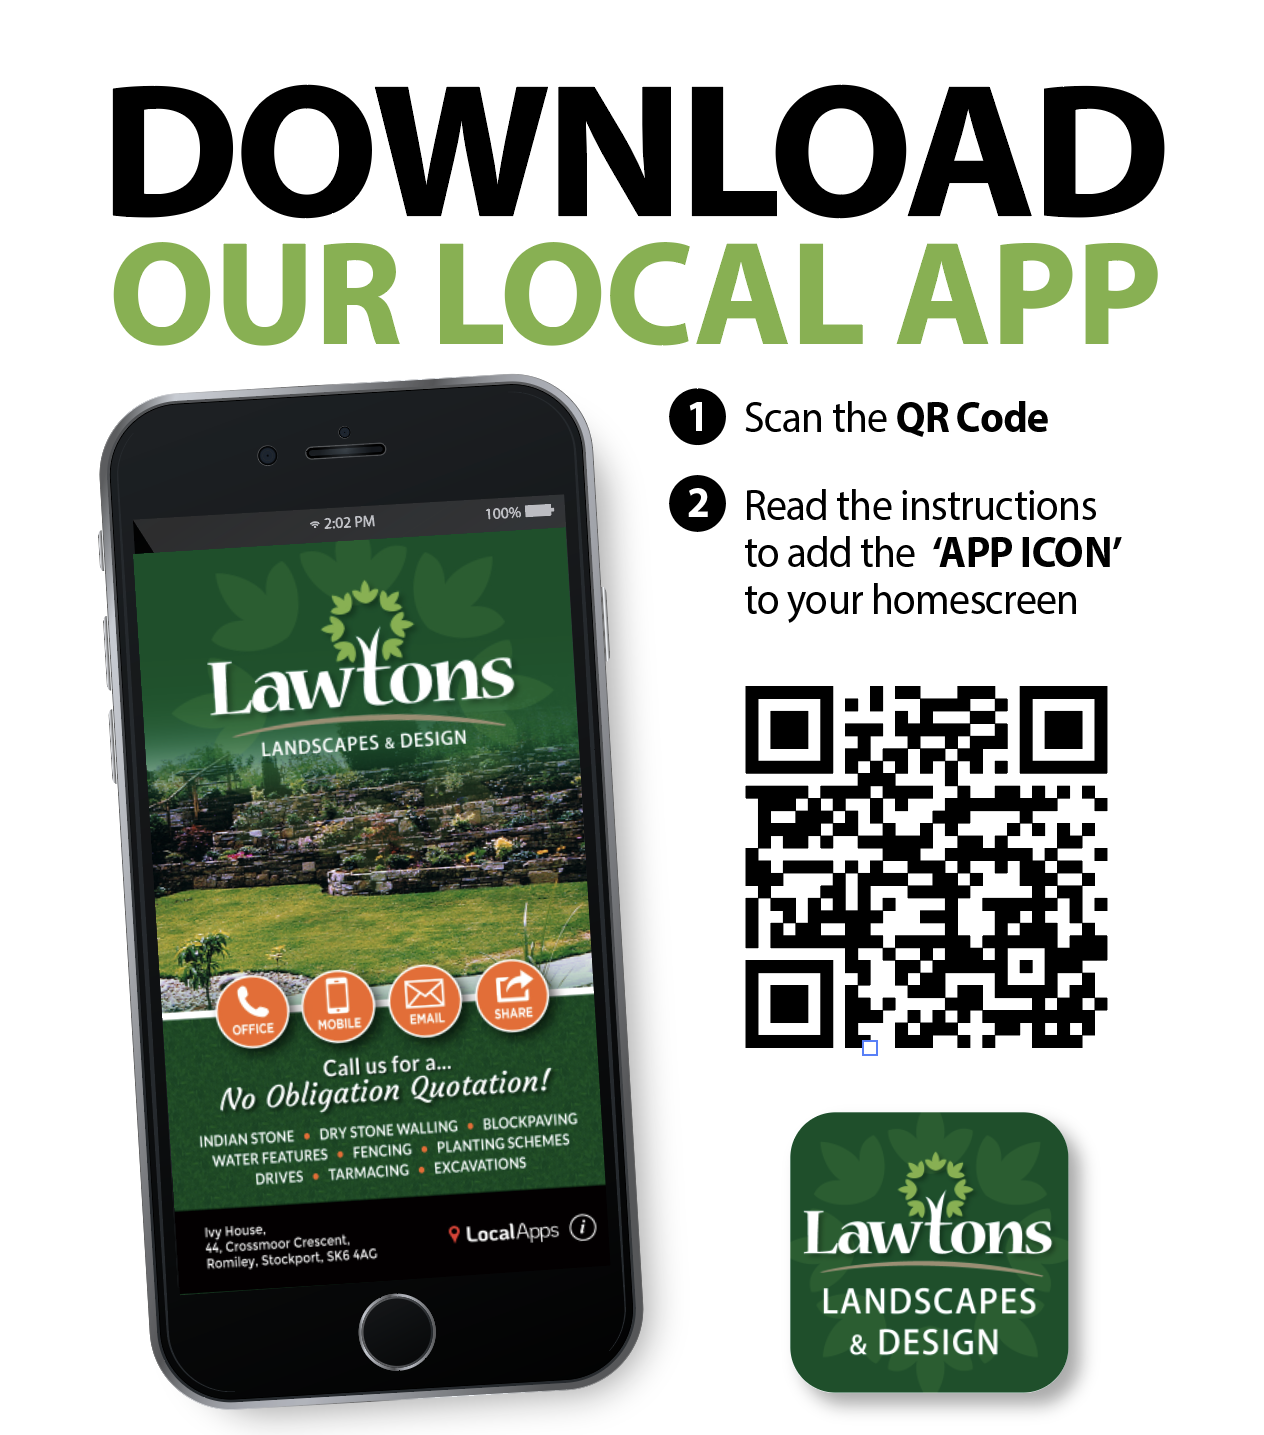 DOWNLOAD
OUR LOCAL APP
1 Scan the QR Code
2 Read the instructions
to add the ‘APP ICON’
to your homescreen
2:02 PM 100%
Lawtons
LANDSCAPES & DESIGN
OFFICE MOBILE EMAIL SHARE
Call us for a...
No Obligation Quotation!
INDIAN STONE • DRY STONE WALLING • BLOCKPAVING
WATER FEATURES • FENCING • PLANTING SCHEMES
DRIVES • TARMACING • EXCAVATIONS
Ivy House,
44, Crossmoor Crescent,
Romiley, Stockport, SK6 4AG
LocalApps i
Lawtons
LANDSCAPES
& DESIGN